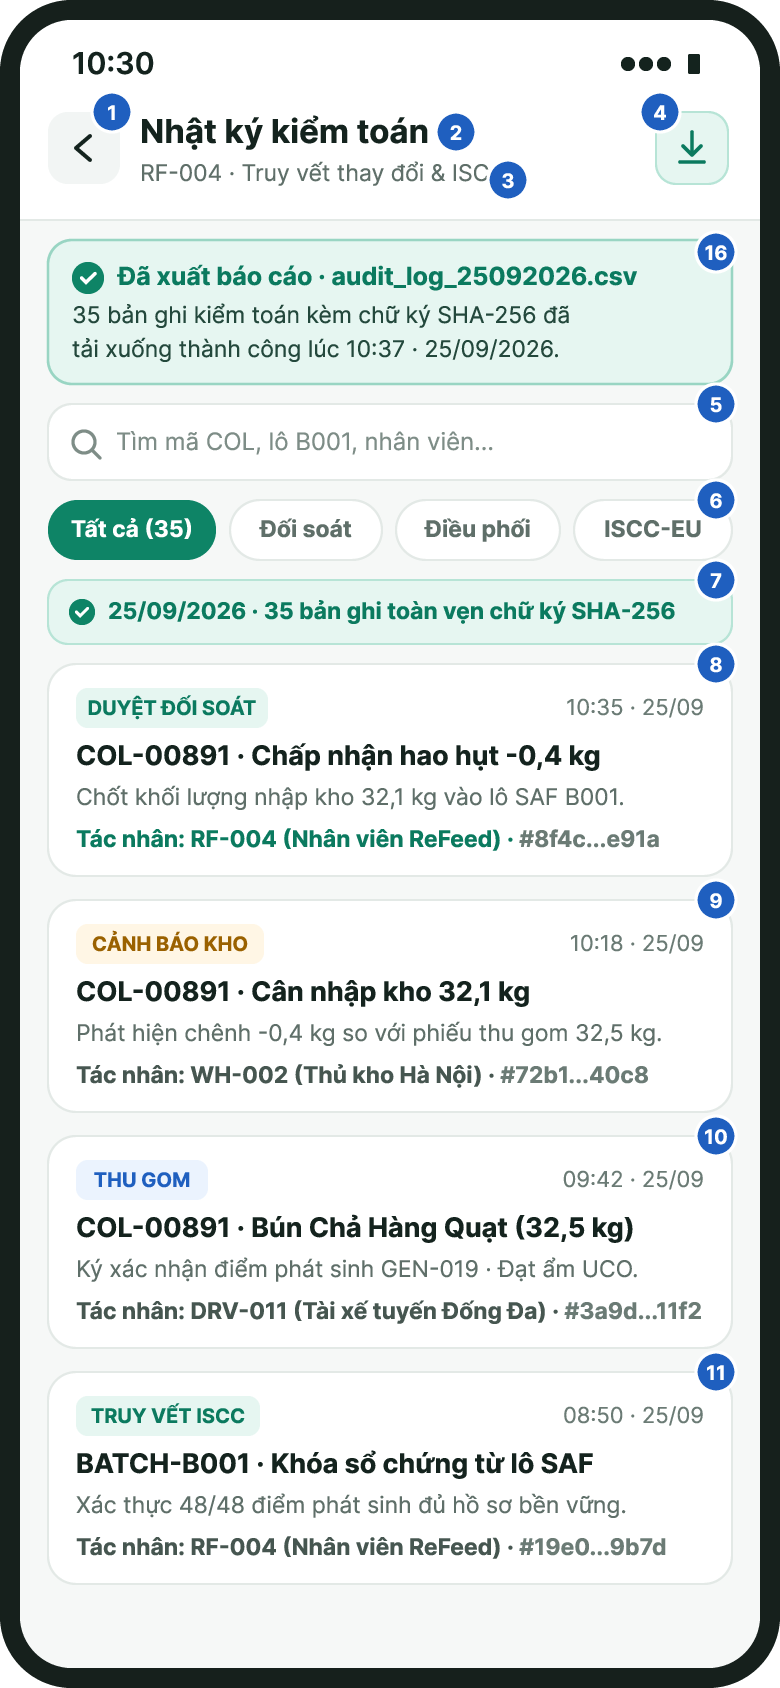 10:30
1
Nhật ký kiểm toán 2
4
RF-004 · Truy vết thay đổi & ISC
3
16
Đã xuất báo cáo · audit_log_25092026.csv
35 bản ghi kiểm toán kèm chữ ký SHA-256 đã
tải xuống thành công lúc 10:37 · 25/09/2026.
5
Tìm mã COL, lô B001, nhân viên...
6
Tất cả (35) Đối soát Điều phối ISCC-EU
7
25/09/2026 · 35 bản ghi toàn vẹn chữ ký SHA-256
8
DUYỆT ĐỐI SOÁT 10:35 · 25/09
COL-00891 · Chấp nhận hao hụt -0,4 kg
Chốt khối lượng nhập kho 32,1 kg vào lô SAF B001.
Tác nhân: RF-004 (Nhân viên ReFeed) · #8f4c...e91a
9
CẢNH BÁO KHO 10:18 · 25/09
COL-00891 · Cân nhập kho 32,1 kg
Phát hiện chênh -0,4 kg so với phiếu thu gom 32,5 kg.
Tác nhân: WH-002 (Thủ kho Hà Nội) · #72b1...40c8
10
THU GOM 09:42 · 25/09
COL-00891 · Bún Chả Hàng Quạt (32,5 kg)
Ký xác nhận điểm phát sinh GEN-019 · Đạt ẩm UCO.
Tác nhân: DRV-011 (Tài xế tuyến Đống Đa) · #3a9d...11f2
11
TRUY VẾT ISCC 08:50 · 25/09
BATCH-B001 · Khóa sổ chứng từ lô SAF
Xác thực 48/48 điểm phát sinh đủ hồ sơ bền vững.
Tác nhân: RF-004 (Nhân viên ReFeed) · #19e0...9b7d